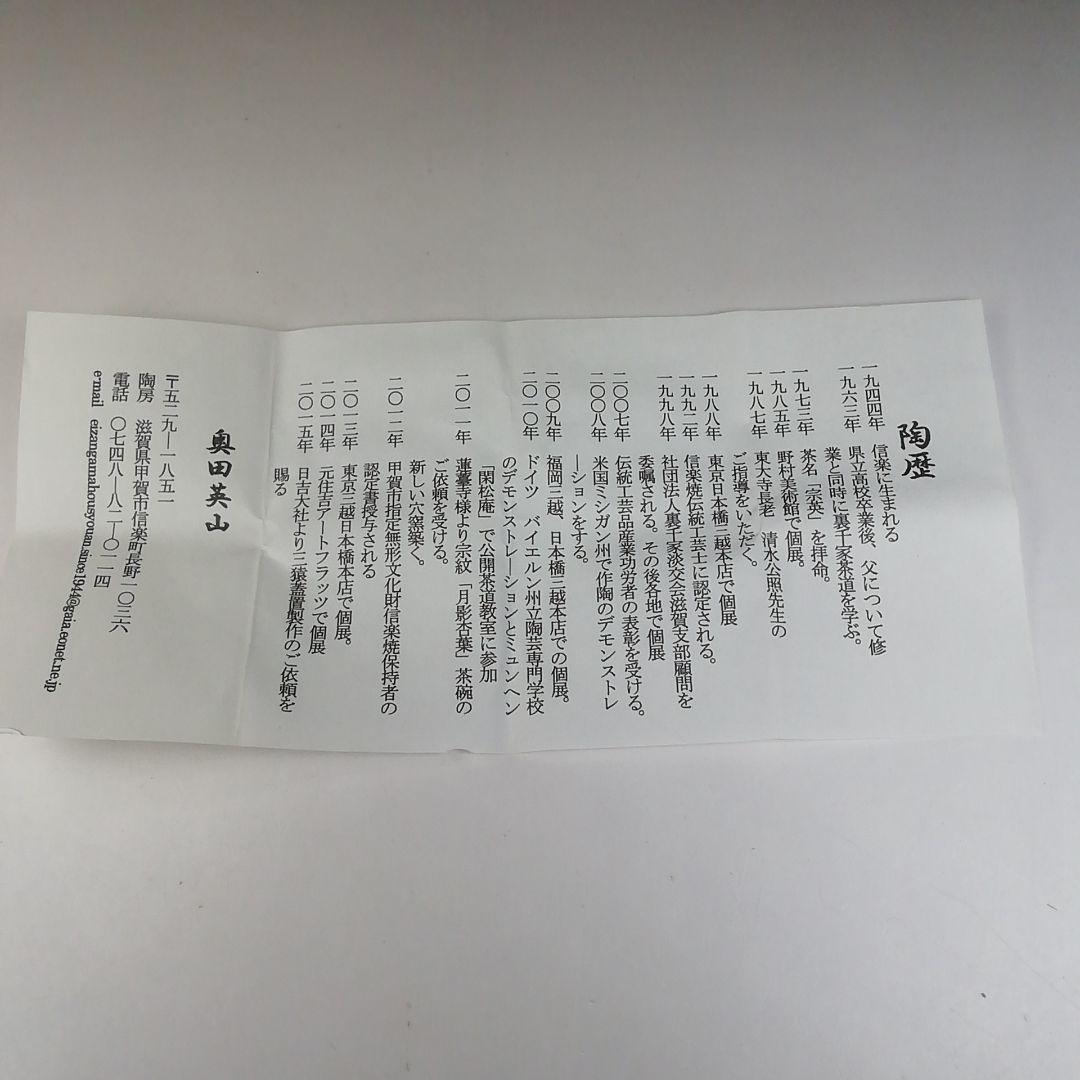 陶歴
一九四四年 信楽に生まれる
一九六三年 県立高校卒業後、父について修
業と同時に裏千家茶道を学ぶ。
一九七三年 茶名「宗英」を拝命。
一九八五年 野村美術館で個展。
一九八七年 東大寺長老 清水公照先生の
ご指導をいただく。
一九八八年 東京日本橋三越本店で個展
一九九二年 信楽焼伝統工芸士に認定される。
一九九八年 社団法人裏千家淡交会滋賀支部顧問を
委嘱される。その後各地で個展
二〇〇七年 伝統工芸品産業功労者の表彰を受ける。
二〇〇八年 米国ミシガン州で作陶のデモンストレ
ーションをする。
二〇〇九年 福岡三越、日本橋三越本店での個展。
二〇一〇年 ドイツ バイエルン州立陶芸専門学校
のデモンストレーションとミュンヘン
「閑松庵」で公開茶道教室に参加
二〇一一年 蓮臺寺様より宗紋「月影杏葉」茶碗の
ご依頼を受ける。
新しい穴窯築く。
二〇一二年 甲賀市指定無形文化財信楽焼保持者の
認定書授与される
二〇一三年 東京三越日本橋本店で個展。
二〇一四年 元住吉アートフラッツで個展
二〇一五年 日吉大社より三猿蓋置製作のご依頼を
賜る
奥田英山
〒五二九―一八五一
陶房 滋賀県甲賀市信楽町長野一〇三六
電話 〇七四八―八二―〇二一四
e-mail eizangamahousyouan.since1944@gaia.eonet.ne.jp